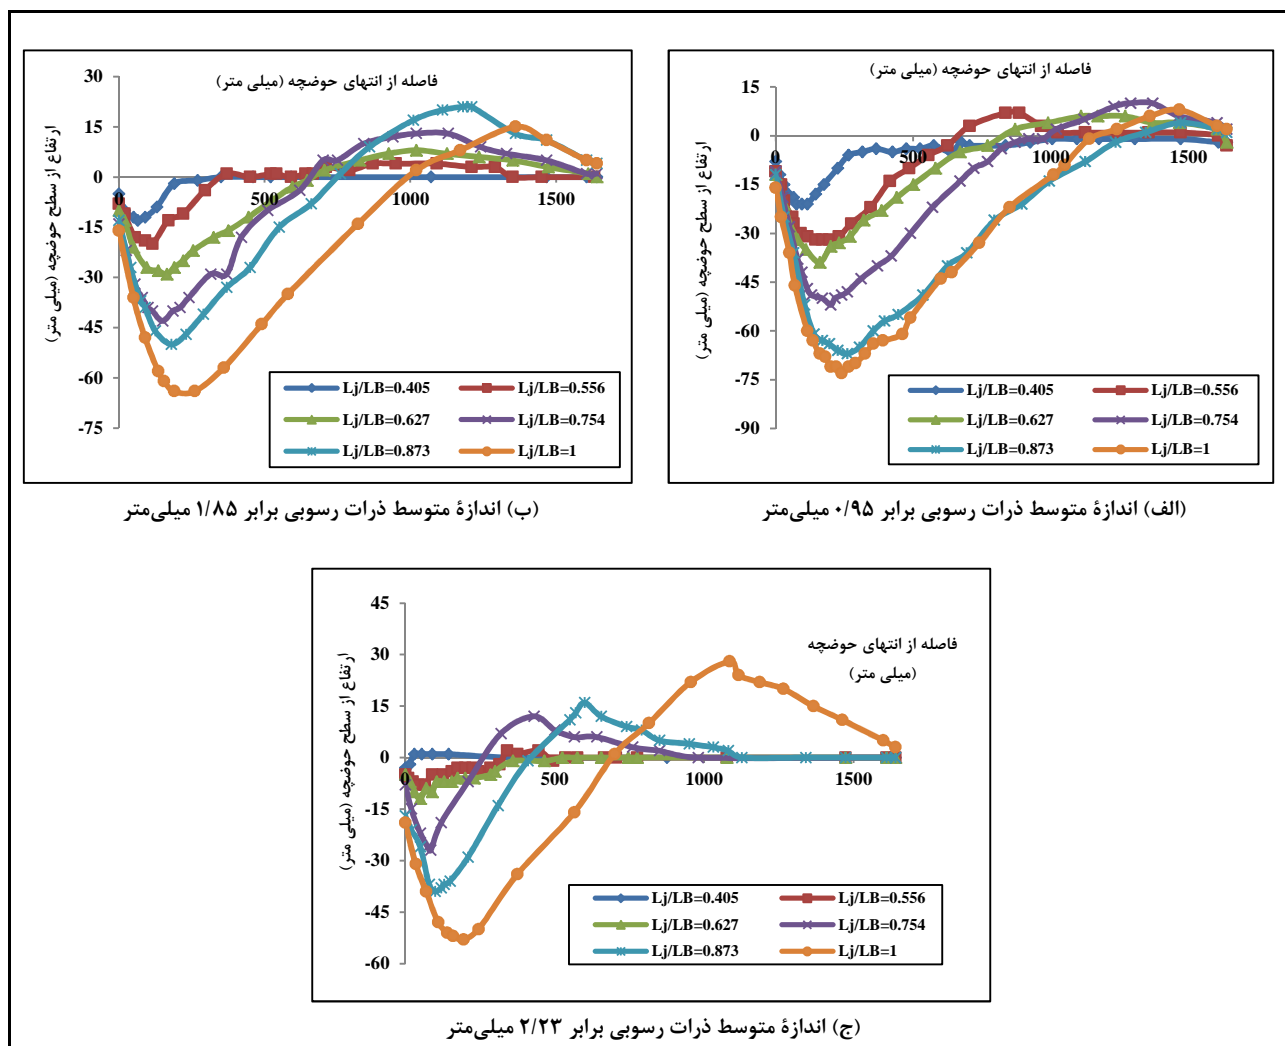 فاصله از انتهای حوضچه (میلی متر)
ارتفاع از سطح حوضچه (میلی متر)
15
0
-15
-30
-45
-60
-75
-90
0 500 1000 1500
Lj/LB=0.405 Lj/LB=0.556
Lj/LB=0.627 Lj/LB=0.754
Lj/LB=0.873 Lj/LB=1
(الف) اندازهٔ متوسط ذرات رسوبی برابر ۰/۹۵ میلی‌متر
فاصله از انتهای حوضچه (میلی متر)
ارتفاع از سطح حوضچه (میلی متر)
30
15
0
-15
-30
-45
-60
-75
0 500 1000 1500
Lj/LB=0.405 Lj/LB=0.556
Lj/LB=0.627 Lj/LB=0.754
Lj/LB=0.873 Lj/LB=1
(ب) اندازهٔ متوسط ذرات رسوبی برابر ۱/۸۵ میلی‌متر
فاصله از انتهای حوضچه
(میلی متر)
ارتفاع از سطح حوضچه (میلی متر)
45
30
15
0
-15
-30
-45
-60
0 500 1000 1500
Lj/LB=0.405 Lj/LB=0.556
Lj/LB=0.627 Lj/LB=0.754
Lj/LB=0.873 Lj/LB=1
(ج) اندازهٔ متوسط ذرات رسوبی برابر ۲/۲۳ میلی‌متر